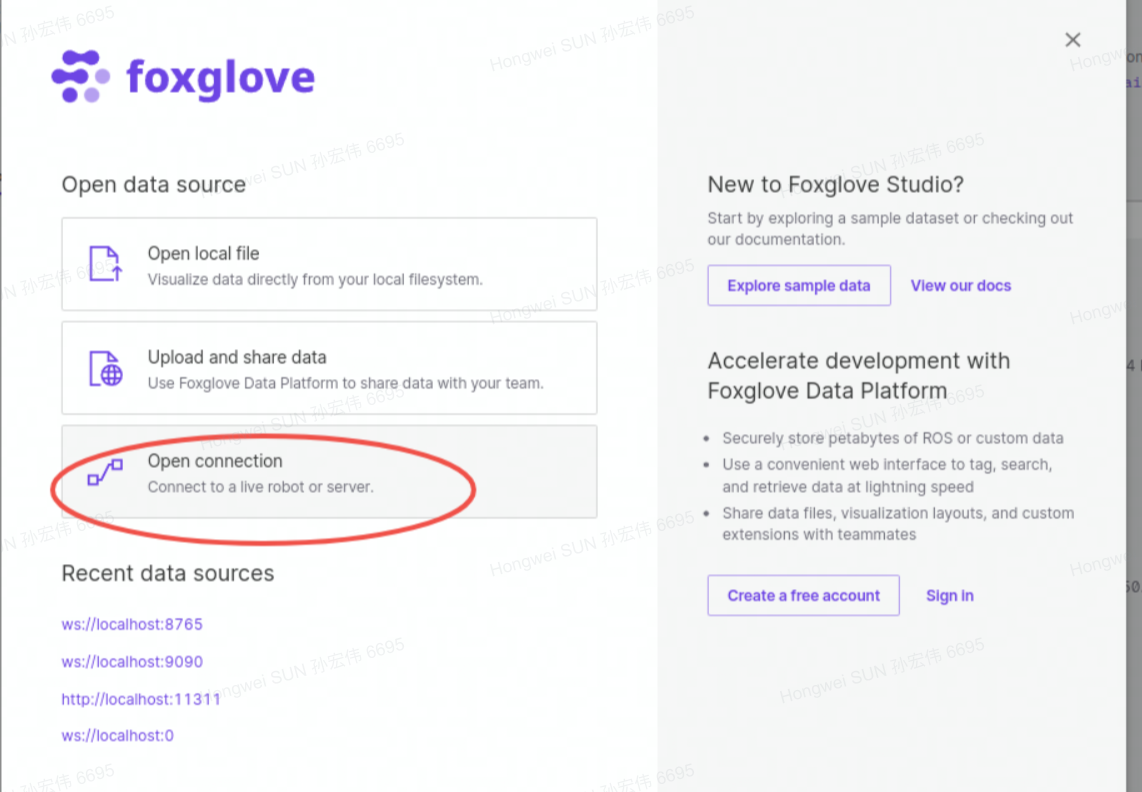 foxglove
Open data source
Open local file
Visualize data directly from your local filesystem.
Upload and share data
Use Foxglove Data Platform to share data with your team.
Open connection
Connect to a live robot or server.
Recent data sources
ws://localhost:8765
ws://localhost:9090
http://localhost:11311
ws://localhost:0
New to Foxglove Studio?
Start by exploring a sample dataset or checking out
our documentation.
Explore sample data
View our docs
Accelerate development with
Foxglove Data Platform
• Securely store petabytes of ROS or custom data
• Use a convenient web interface to tag, search,
and retrieve data at lightning speed
• Share data files, visualization layouts, and custom
extensions with teammates
Create a free account
Sign in
Hongwei SUN 孙宏伟 6695